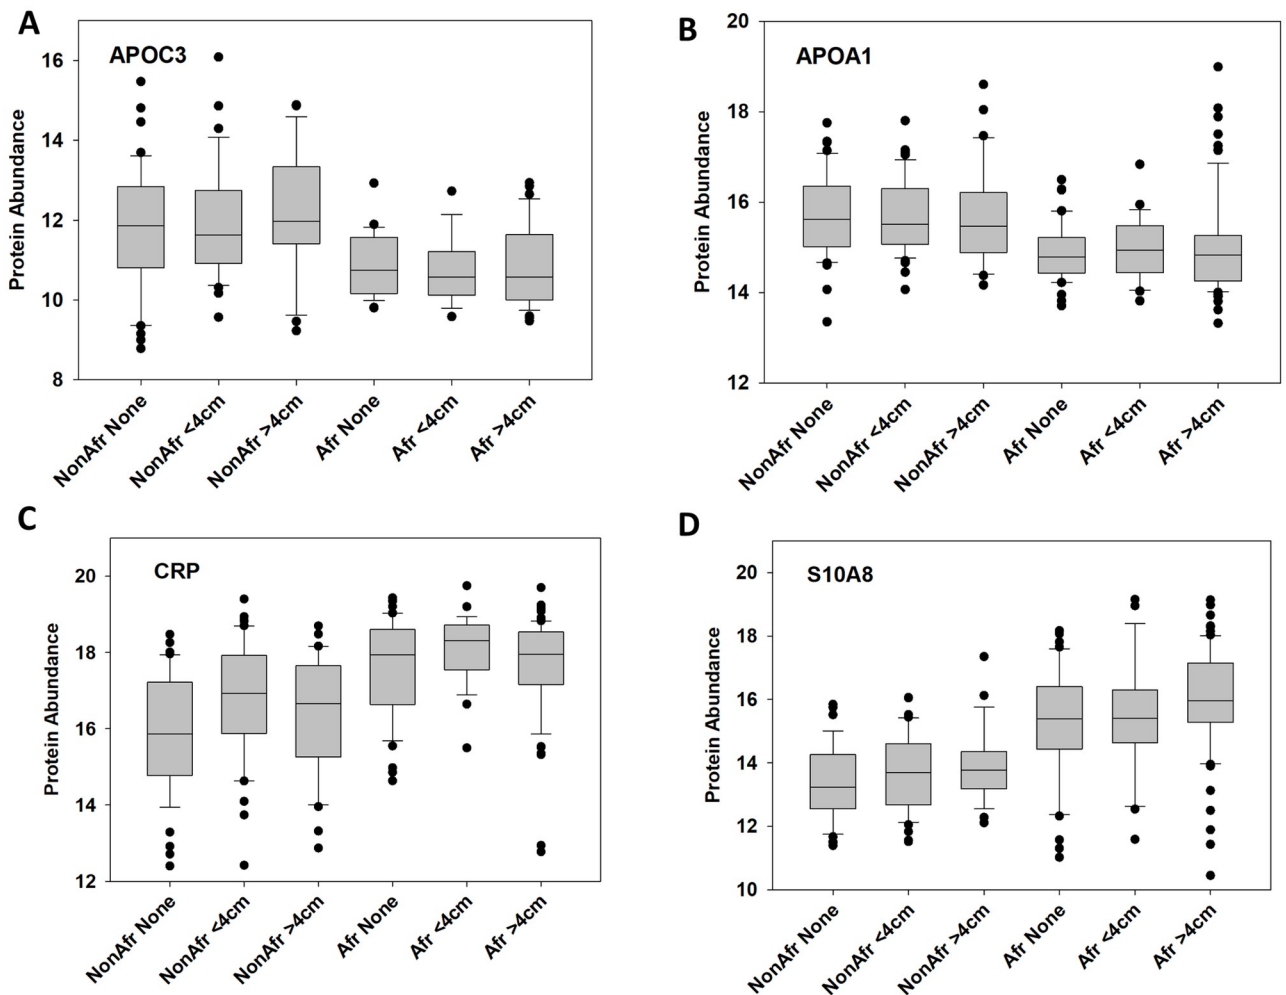 A
APOC3
Protein Abundance
16
14
12
10
8
NonAfr None
NonAfr <4cm
NonAfr >4cm
Afr None
Afr <4cm
Afr >4cm
B
APOA1
Protein Abundance
20
18
16
14
12
NonAfr None
NonAfr <4cm
NonAfr >4cm
Afr None
Afr <4cm
Afr >4cm
C
CRP
Protein Abundance
20
18
16
14
12
NonAfr None
NonAfr <4cm
NonAfr >4cm
Afr None
Afr <4cm
Afr >4cm
D
S10A8
Protein Abundance
20
18
16
14
12
10
NonAfr None
NonAfr <4cm
NonAfr >4cm
Afr None
Afr <4cm
Afr >4cm